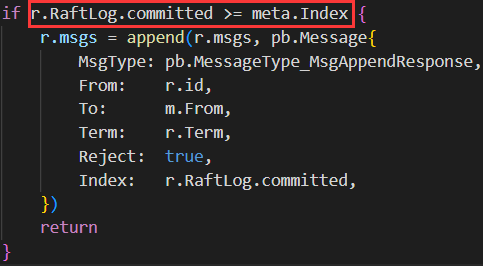 if r.RaftLog.committed >= meta.Index {
    r.msgs = append(r.msgs, pb.Message{
        MsgType: pb.MessageType_MsgAppendResponse,
        From:    r.id,
        To:      m.From,
        Term:    r.Term,
        Reject:  true,
        Index:   r.RaftLog.committed,
    })
    return
}